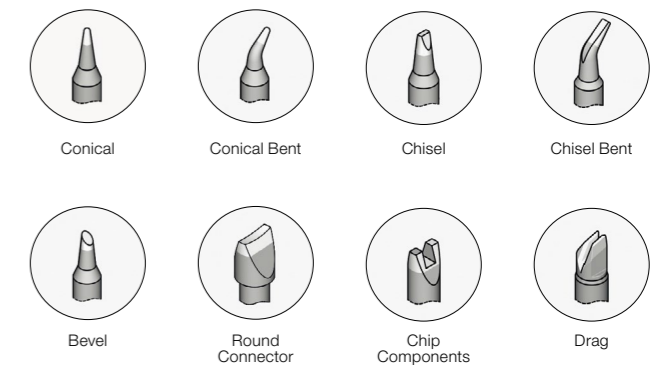 Conical
Conical Bent
Chisel
Chisel Bent
Bevel
Round
Connector
Chip
Components
Drag